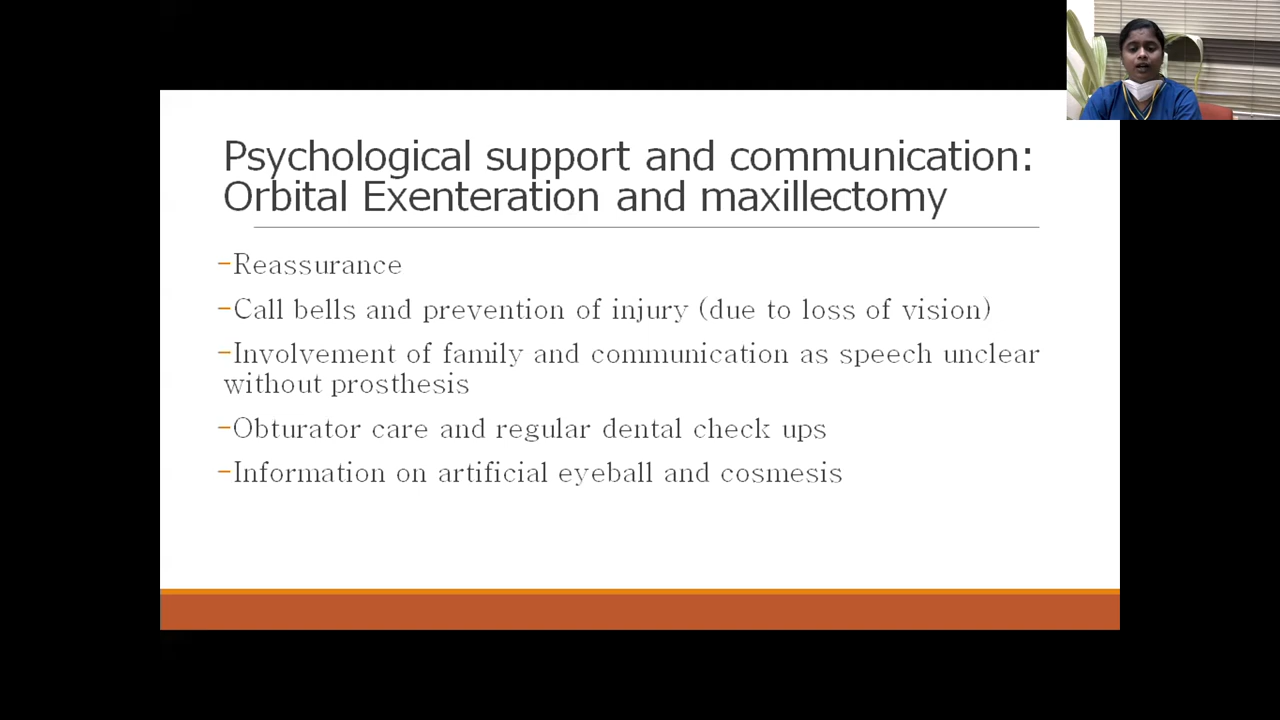 Psychological support and communication:
Orbital Exenteration and maxillectomy
-Reassurance
-Call bells and prevention of injury (due to loss of vision)
-Involvement of family and communication as speech unclear
without prosthesis
-Obturator care and regular dental check ups
-Information on artificial eyeball and cosmesis